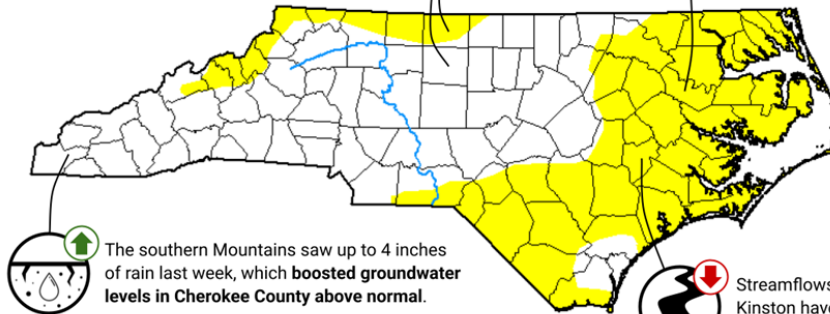 The southern Mountains saw up to 4 inches
of rain last week, which boosted groundwater
levels in Cherokee County above normal.
Streamflows
Kinston have